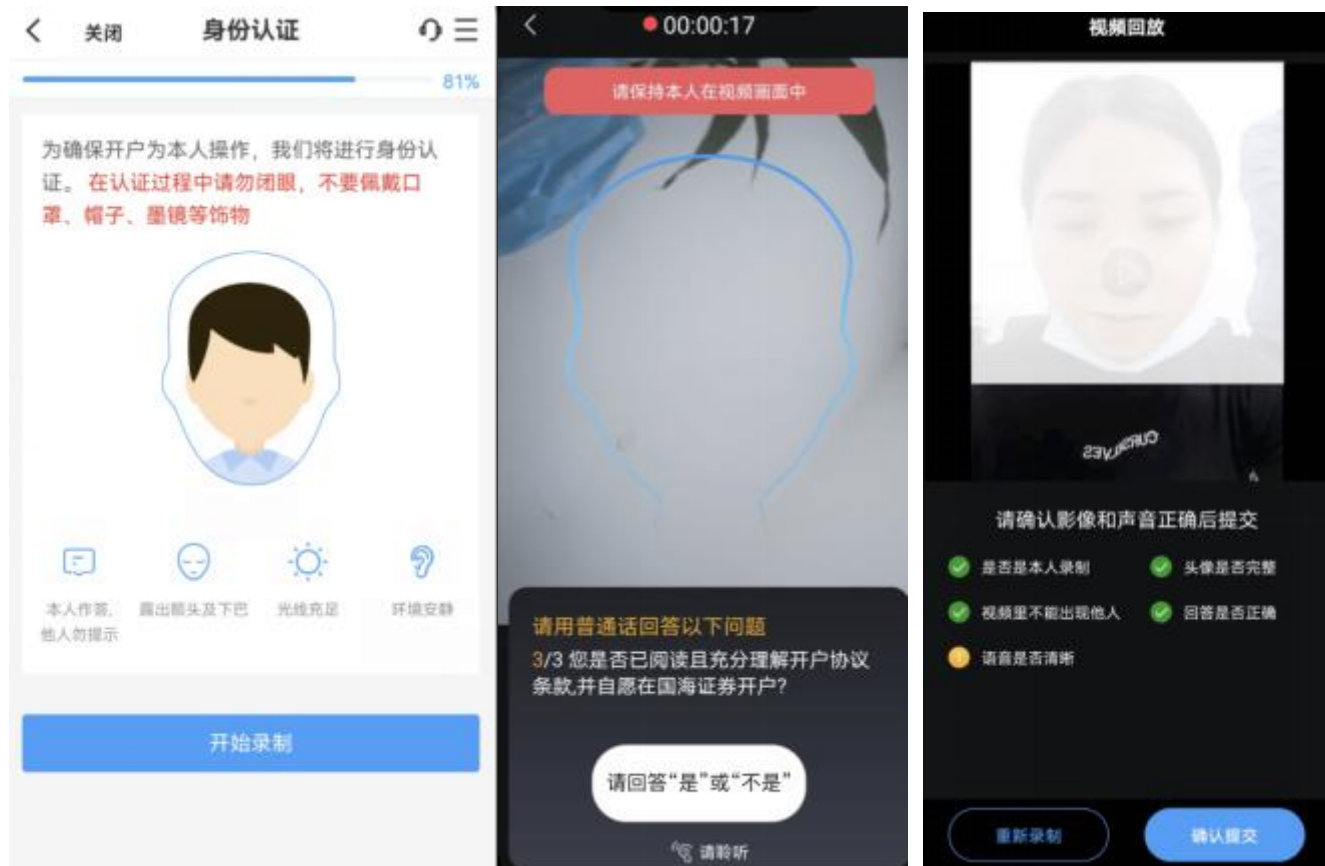 关闭
身份认证
81%
为确保开户为本人操作，我们将进行身份认
证。在认证过程中请勿闭眼，不要佩戴口
罩、帽子、墨镜等饰物
本人作答，
他人勿提示
露出额头及下巴
光线充足
环境安静
开始录制
00:00:17
请保持本人在视频画面中
请用普通话回答以下问题
3/3 您是否已阅读且充分理解开户协议
条款,并自愿在国海证券开户?
请回答“是”或“不是”
请聆听
视频回放
请确认影像和声音正确后提交
是否是本人录制
头像是否完整
视频里不能出现他人
回答是否正确
语音是否清晰
重新录制
确认提交